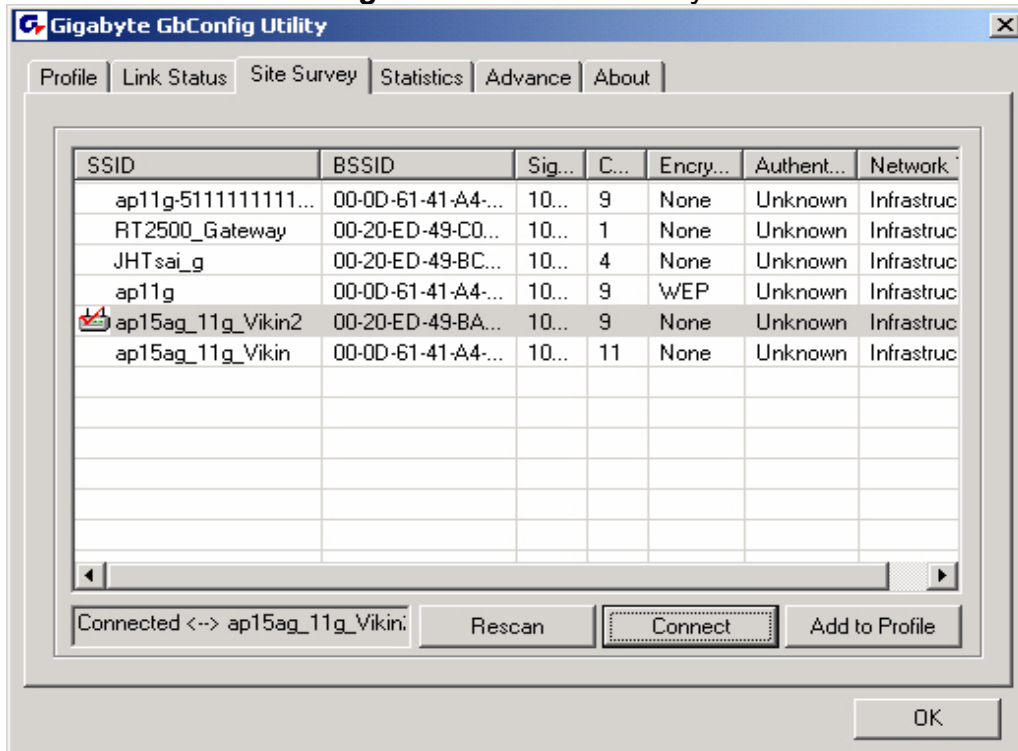 Gigabyte GbConfig Utility
Profile Link Status Site Survey Statistics Advance About
SSID BSSID Sig... C... Encry... Authent... Network
ap11g-5111111111... 00-0D-61-41-A4-... 10... 9 None Unknown Infrastruc
RT2500_Gateway 00-20-ED-49-C0... 10... 1 None Unknown Infrastruc
JHTsai_g 00-20-ED-49-BC... 10... 4 None Unknown Infrastruc
ap11g 00-0D-61-41-A4-... 10... 9 WEP Unknown Infrastruc
ap15ag_11g_Vikin2 00-20-ED-49-BA... 10... 9 None Unknown Infrastruc
ap15ag_11g_Vikin 00-0D-61-41-A4-... 10... 11 None Unknown Infrastruc
Connected <--> ap15ag_11g_Vikin Rescan Connect Add to Profile
OK